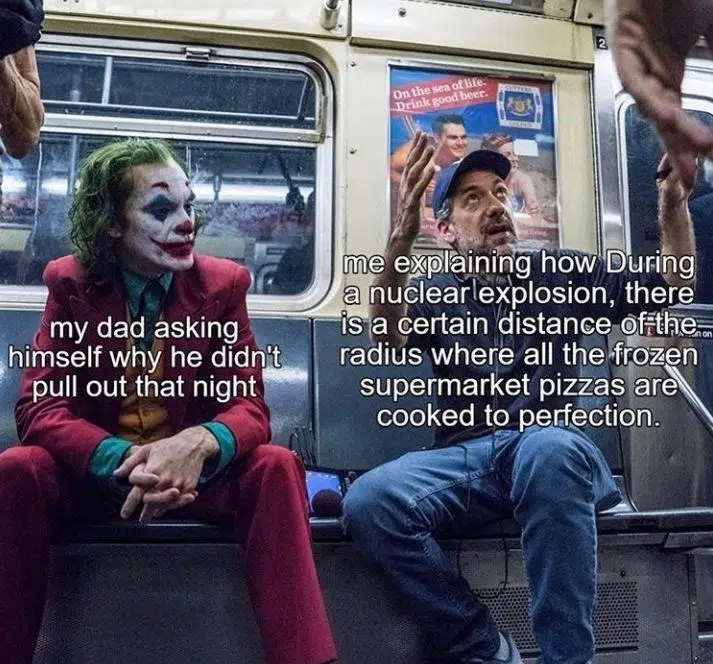 On the sea of life.
Drink good beer.
2
my dad asking
himself why he didn't
pull out that night
me explaining how During
a nuclear explosion, there
is a certain distance of the
radius where all the frozen
supermarket pizzas are
cooked to perfection.